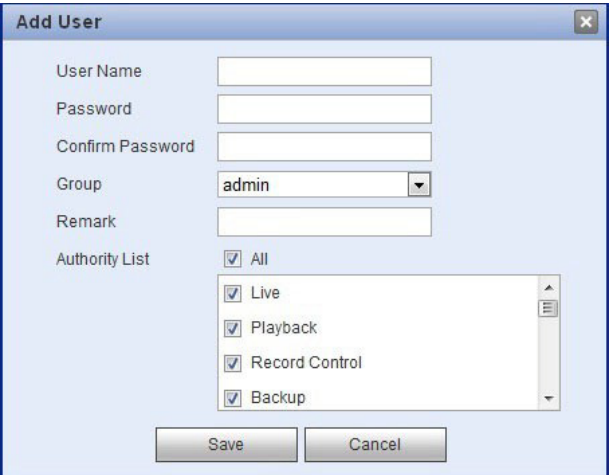 Add User
User Name
Password
Confirm Password
Group admin
Remark
Authority List All
Live
Playback
Record Control
Backup
Save Cancel